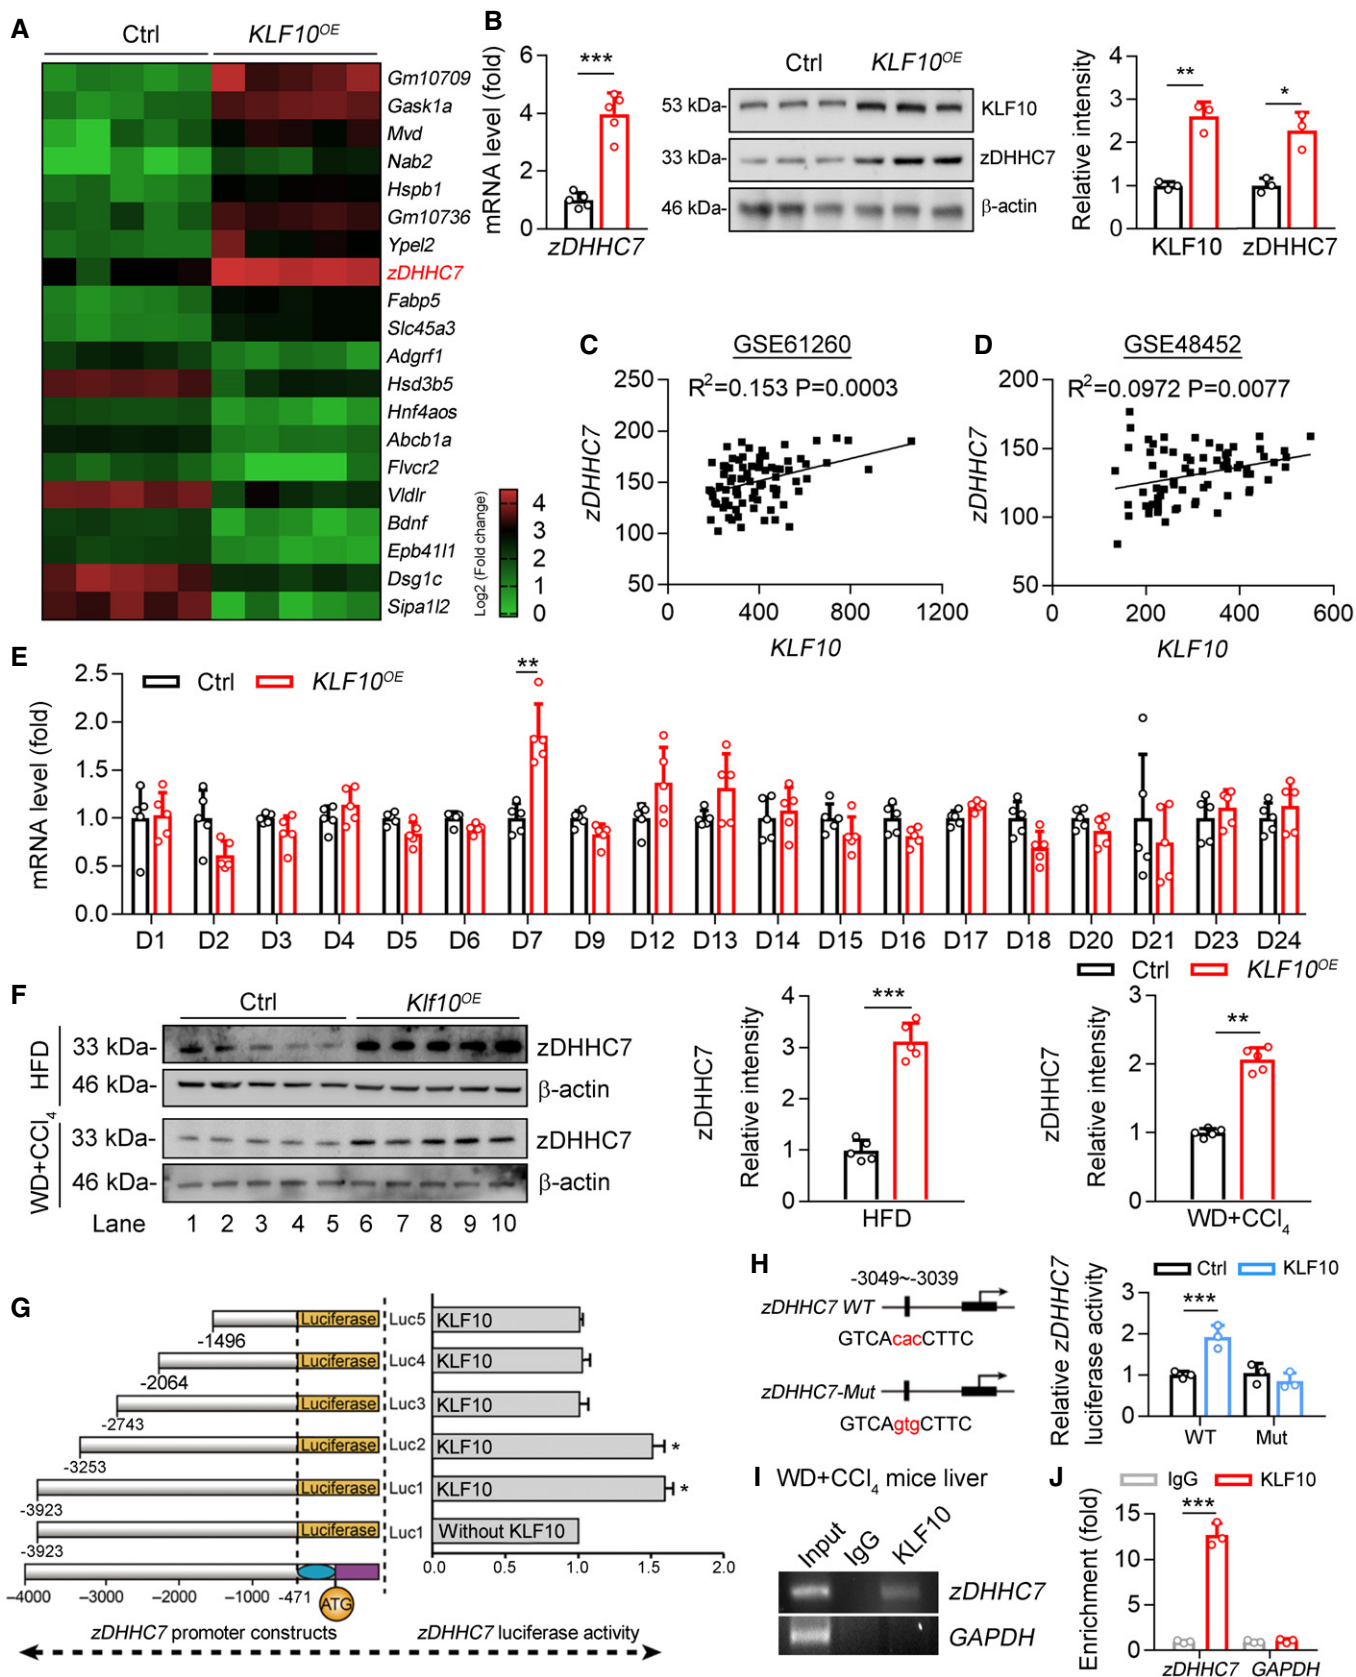 A
Ctrl KLF10^OE
Gm10709
Gask1a
Mvd
Nab2
Hspb1
Gm10736
Ypel2
zDHHC7
Fabp5
Slc45a3
Adgrf1
Hsd3b5
Hnf4aos
Abcb1a
Flvcr2
Vldlr
Bdnf
Epb41l1
Dsg1c
Sipa1l2
Log2 (Fold change)
4
3
2
1
0
B
mRNA level (fold)
6
4
2
0
***
zDHHC7
Ctrl KLF10^OE
53 kDa- KLF10
33 kDa- zDHHC7
46 kDa- β-actin
Relative intensity
4
3
2
1
0
** *
KLF10 zDHHC7
C
GSE61260
R²=0.153 P=0.0003
zDHHC7
250
200
150
100
50
0 400 800 1200
KLF10
D
GSE48452
R²=0.0972 P=0.0077
zDHHC7
200
150
100
50
0 200 400 600
KLF10
E
Ctrl KLF10^OE
mRNA level (fold)
2.5
2.0
1.5
1.0
0.5
0.0
**
D1 D2 D3 D4 D5 D6 D7 D9 D12 D13 D14 D15 D16 D17 D18 D20 D21 D23 D24
F
Ctrl Klf10^OE
HFD
33 kDa- zDHHC7
46 kDa- β-actin
WD+CCl₄
33 kDa- zDHHC7
46 kDa- β-actin
Lane 1 2 3 4 5 6 7 8 9 10
Ctrl KLF10^OE
zDHHC7
Relative intensity
4
3
2
1
0
***
HFD
zDHHC7
Relative intensity
3
2
1
0
**
WD+CCl₄
G
Luciferase Luc5 KLF10
-1496
Luciferase Luc4 KLF10
-2064
Luciferase Luc3 KLF10
-2743
Luciferase Luc2 KLF10 *
-3253
Luciferase Luc1 KLF10 *
-3923
Luciferase Luc1 Without KLF10
-3923
0.0 0.5 1.0 1.5 2.0
−4000 −3000 −2000 −1000 -471 ATG
zDHHC7 promoter constructs zDHHC7 luciferase activity
H
-3049~-3039
zDHHC7 WT
GTCAcacCTTC
zDHHC7-Mut
GTCAgtgCTTC
Ctrl KLF10
Relative zDHHC7
luciferase activity
3
2
1
0
***
WT Mut
I
WD+CCl₄ mice liver
Input IgG KLF10
zDHHC7
GAPDH
J
IgG KLF10
Enrichment (fold)
15
10
5
0
***
zDHHC7 GAPDH